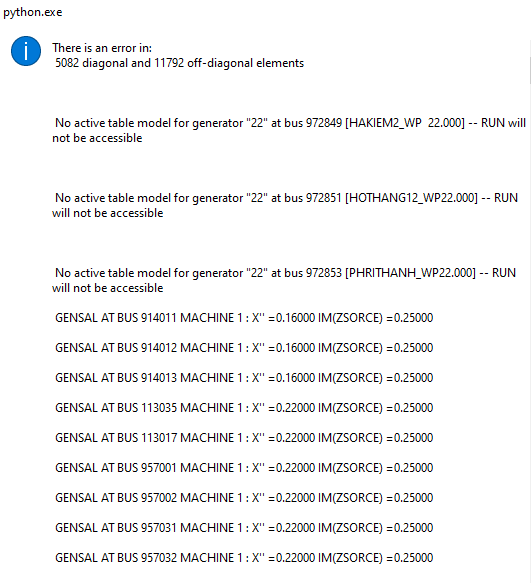 python.exe
There is an error in:
5082 diagonal and 11792 off-diagonal elements
No active table model for generator "22" at bus 972849 [HAKIEM2_WP  22.000] -- RUN will
not be accessible
No active table model for generator "22" at bus 972851 [HOTHANG12_WP22.000] -- RUN
will not be accessible
No active table model for generator "22" at bus 972853 [PHRITHANH_WP22.000] -- RUN
will not be accessible
GENSAL AT BUS 914011 MACHINE 1 : X'' =0.16000 IM(ZSORCE) =0.25000
GENSAL AT BUS 914012 MACHINE 1 : X'' =0.16000 IM(ZSORCE) =0.25000
GENSAL AT BUS 914013 MACHINE 1 : X'' =0.16000 IM(ZSORCE) =0.25000
GENSAL AT BUS 113035 MACHINE 1 : X'' =0.22000 IM(ZSORCE) =0.25000
GENSAL AT BUS 113017 MACHINE 1 : X'' =0.22000 IM(ZSORCE) =0.25000
GENSAL AT BUS 957001 MACHINE 1 : X'' =0.22000 IM(ZSORCE) =0.25000
GENSAL AT BUS 957002 MACHINE 1 : X'' =0.22000 IM(ZSORCE) =0.25000
GENSAL AT BUS 957031 MACHINE 1 : X'' =0.22000 IM(ZSORCE) =0.25000
GENSAL AT BUS 957032 MACHINE 1 : X'' =0.22000 IM(ZSORCE) =0.25000